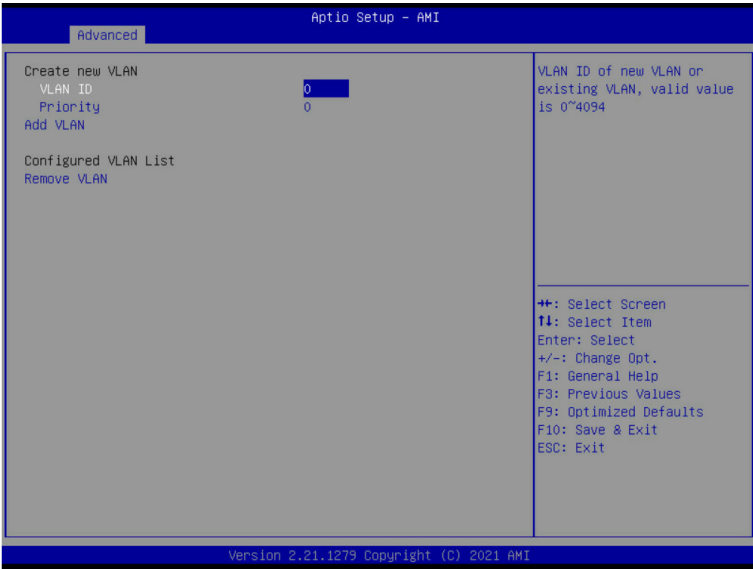 Aptio Setup – AMI
Advanced
Create new VLAN
VLAN ID 0
Priority 0
Add VLAN
Configured VLAN List
Remove VLAN
VLAN ID of new VLAN or
existing VLAN, valid value
is 0~4094
→←: Select Screen
↑↓: Select Item
Enter: Select
+/-: Change Opt.
F1: General Help
F3: Previous Values
F9: Optimized Defaults
F10: Save & Exit
ESC: Exit
Version 2.21.1279 Copyright (C) 2021 AMI